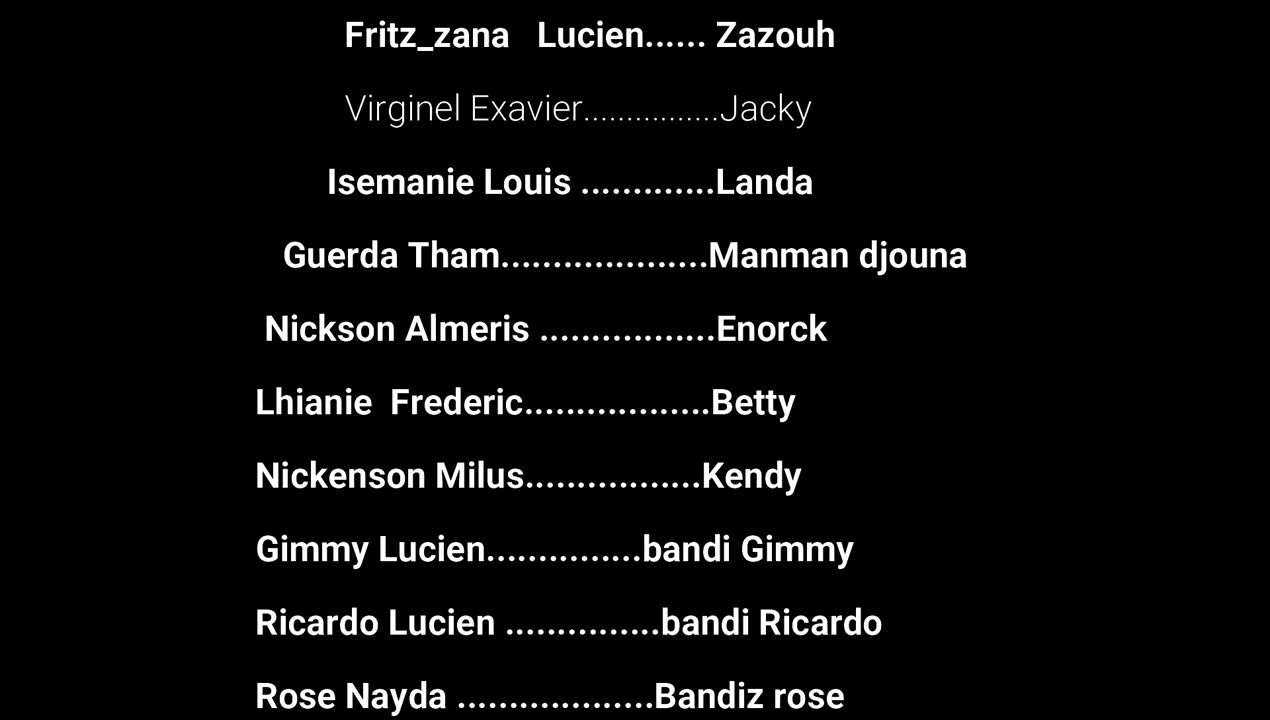 Fritz_zana Lucien...... Zazouh
Virginel Exavier................Jacky
Isemanie Louis .............Landa
Guerda Tham....................Manman djouna
Nickson Almeris .................Enorck
Lhianie Frederic..................Betty
Nickenson Milus.................Kendy
Gimmy Lucien...............bandi Gimmy
Ricardo Lucien ...............bandi Ricardo
Rose Nayda ...................Bandiz rose